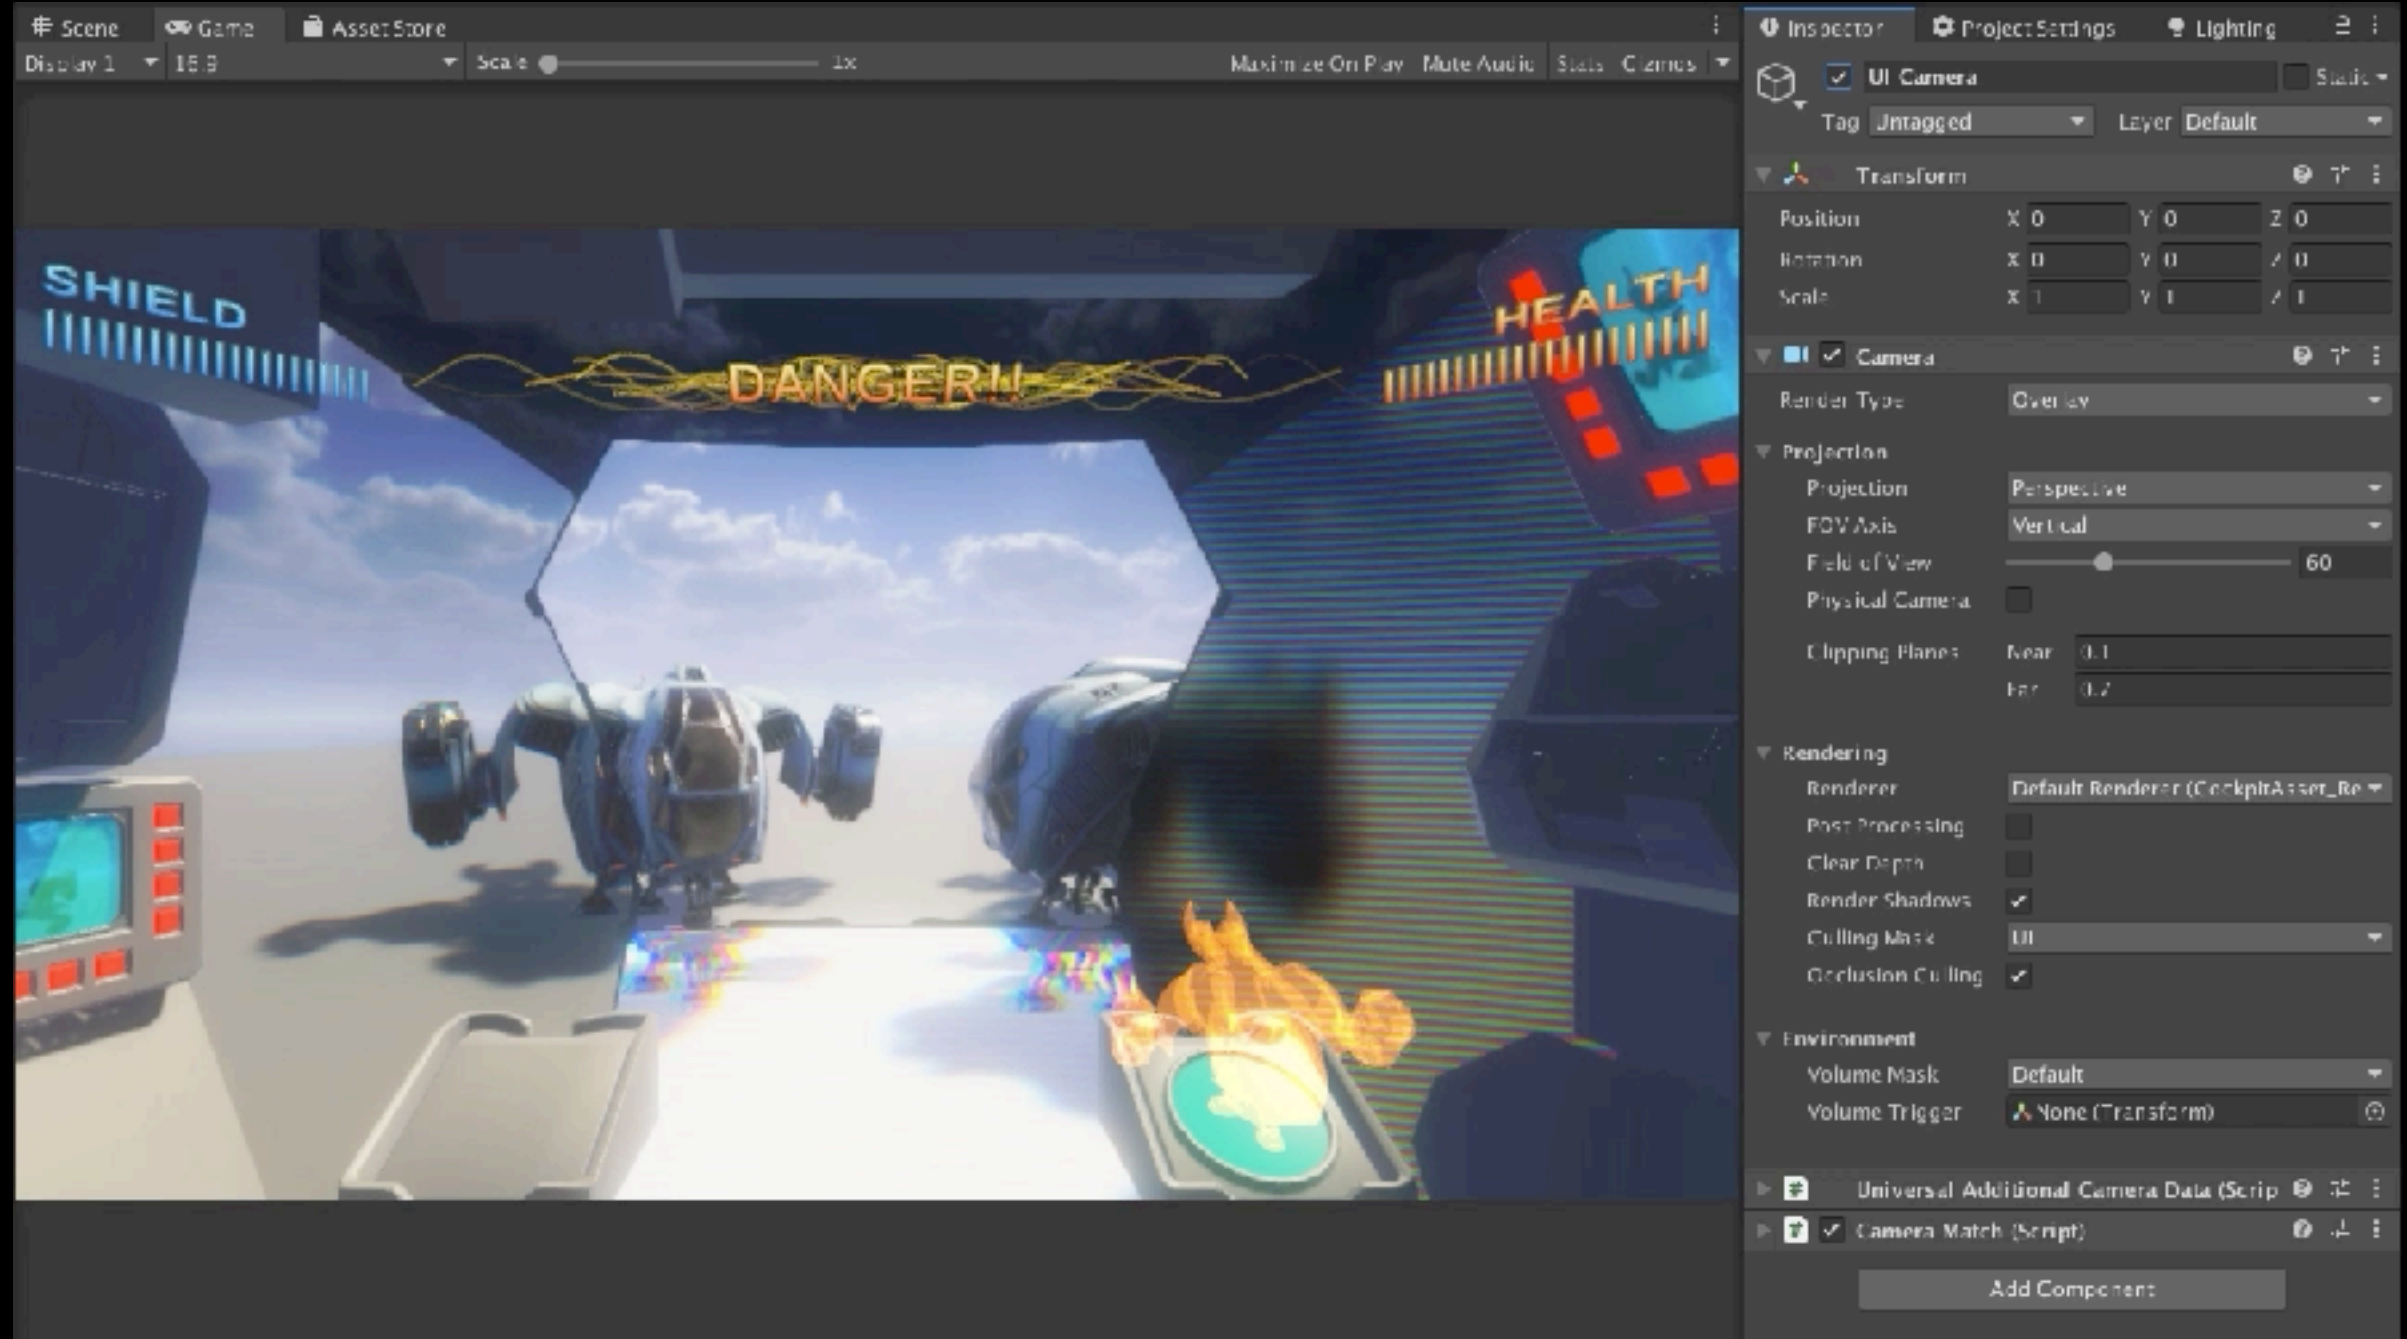 Scene Game Asset Store
Display 1 16:9 Scale 1x Maximize On Play Mute Audio Stats Gizmos
SHIELD
HEALTH
DANGER!!
Inspector Project Settings Lighting
UI Camera Static
Tag Untagged Layer Default
Transform
Position X 0 Y 0 Z 0
Rotation X 0 Y 0 Z 0
Scale X 1 Y 1 Z 1
Camera
Render Type Overlay
Projection
Projection Perspective
FOV Axis Vertical
Field of View 60
Physical Camera
Clipping Planes Near 0.1
Far 0.7
Rendering
Renderer Default Renderer (CockpitAsset_Re
Post Processing
Clear Depth
Render Shadows
Culling Mask UI
Occlusion Culling
Environment
Volume Mask Default
Volume Trigger None (Transform)
Universal Additional Camera Data (Scrip
Camera Match (Script)
Add Component